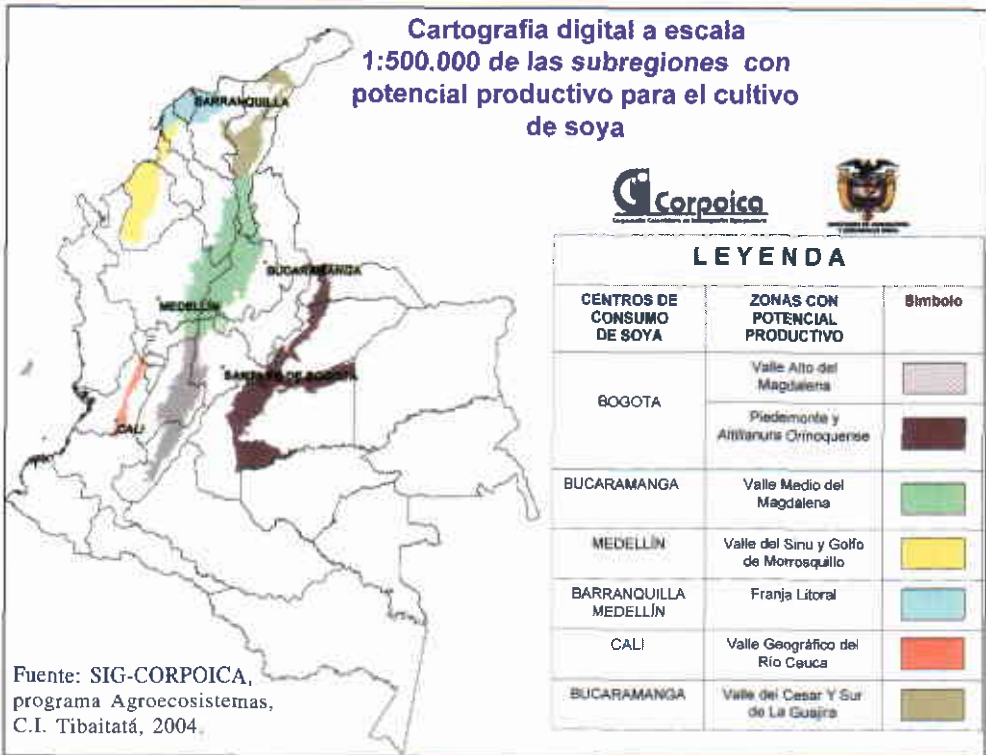 Cartografia digital a escala
1:500.000 de las subregiones con
potencial productivo para el cultivo
de soya
BARRANQUILLA
BUCARAMANGA
MEDELLÍN
SANTAFE DE BOGOTA
CALI
Corpoica
LEYENDA
CENTROS DE
CONSUMO
DE SOYA
ZONAS CON
POTENCIAL
PRODUCTIVO
Simbolo
BOGOTA
Valle Alto del
Magdalena
Piedemonte y
Altillanura Orinoquense
BUCARAMANGA
Valle Medio del
Magdalena
MEDELLÍN
Valle del Sinu y Golfo
de Morrosquillo
BARRANQUILLA
MEDELLÍN
Franja Litoral
CALI
Valle Geográfico del
Río Cauca
BUCARAMANGA
Valle del Cesar Y Sur
de La Guajira
Fuente: SIG-CORPOICA,
programa Agroecosistemas,
C.I. Tibaitatá, 2004.